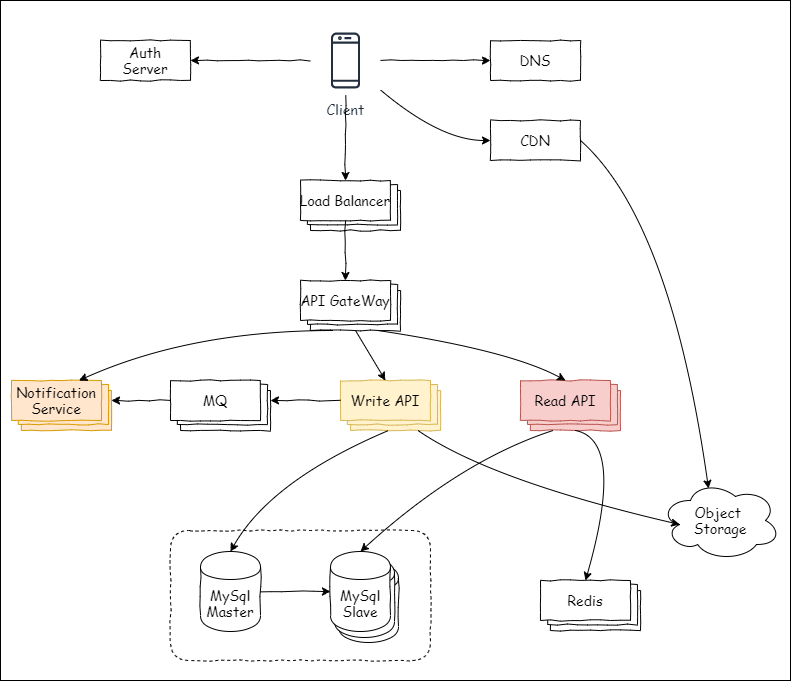 Auth
Server
DNS
Client
CDN
Load Balancer
API GateWay
Notification
Service
MQ
Write API
Read API
Object
Storage
MySql
Master
MySql
Slave
Redis